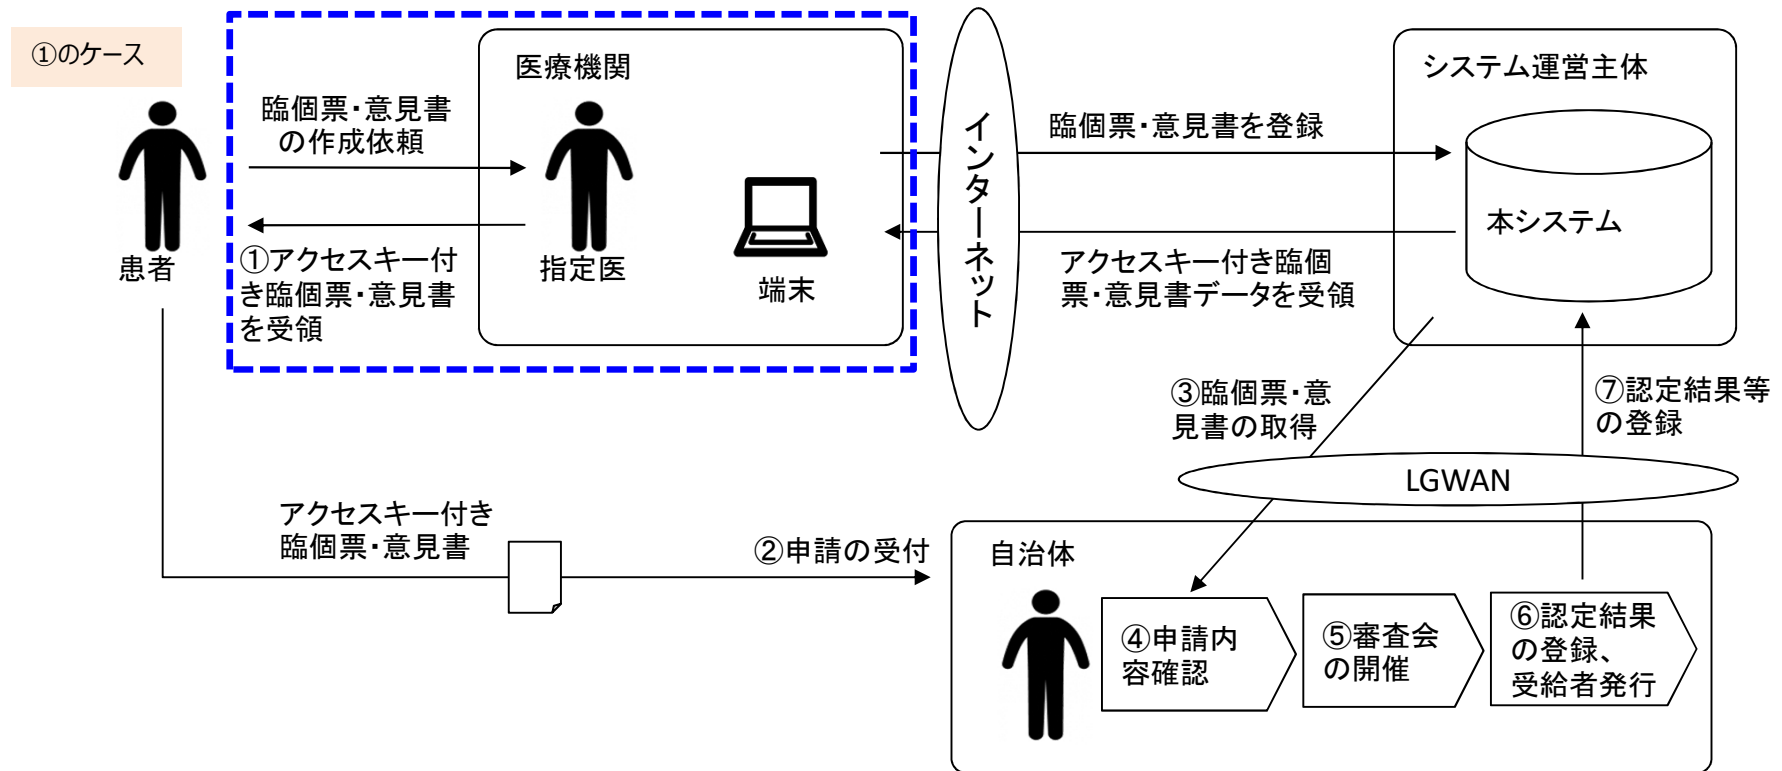 ①のケース
患者
臨個票・意見書
の作成依頼
①アクセスキー付
き臨個票・意見書
を受領
医療機関
指定医
端末
インターネット
臨個票・意見書を登録
アクセスキー付き臨個
票・意見書データを受領
システム運営主体
本システム
③臨個票・意
見書の取得
⑦認定結果等
の登録
LGWAN
アクセスキー付き
臨個票・意見書
②申請の受付
自治体
④申請内
容確認
⑤審査会
の開催
⑥認定結果
の登録、
受給者発行